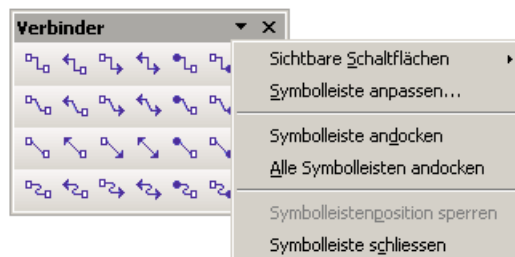 Verbinder
Sichtbare Schaltflächen
Symbolleiste anpassen...
Symbolleiste andocken
Alle Symbolleisten andocken
Symbolleistenposition sperren
Symbolleiste schliessen